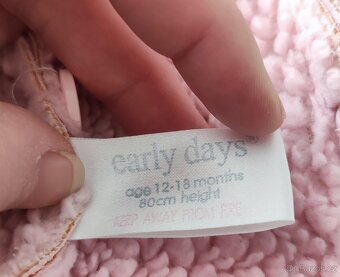 early days®
age 12-18 months
80cm height
KEEP AWAY FROM FIRE